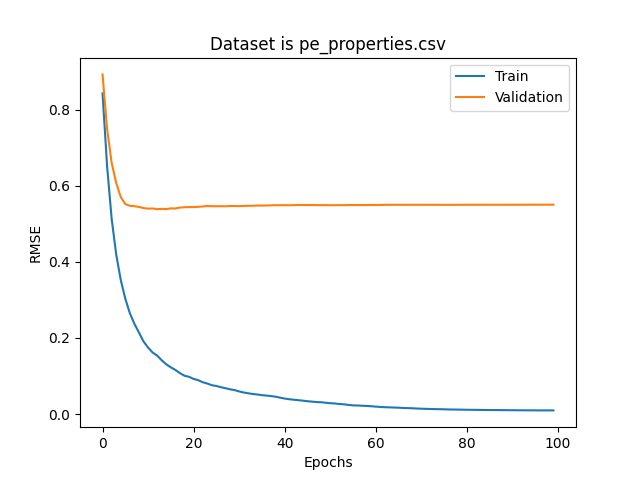 Dataset is pe_properties.csv
Train
Validation
RMSE
0.8
0.6
0.4
0.2
0.0
0 20 40 60 80 100
Epochs